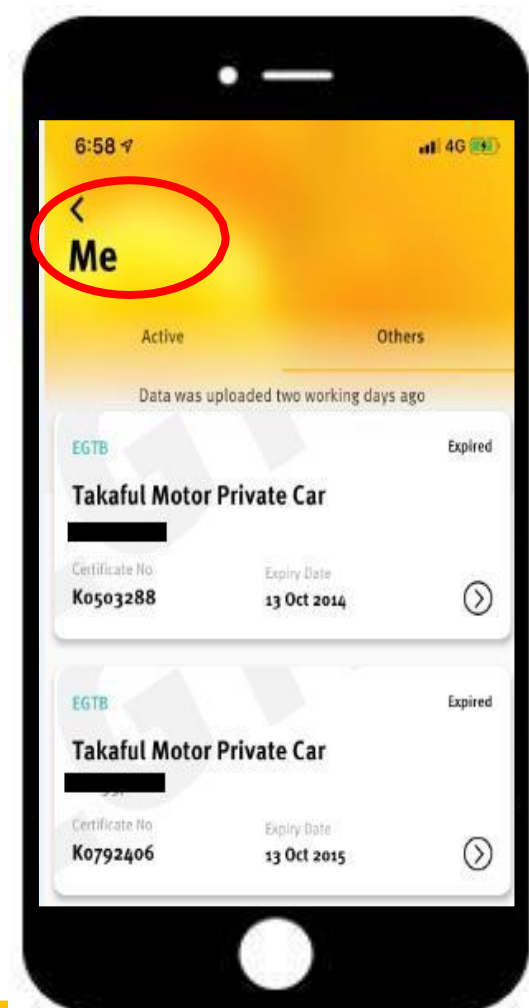 6:58
4G
Me
Active Others
Data was uploaded two working days ago
EGTB Expired
Takaful Motor Private Car
Certificate No Expiry Date
K0503288 13 Oct 2014
EGTB Expired
Takaful Motor Private Car
Certificate No Expiry Date
K0792406 13 Oct 2015